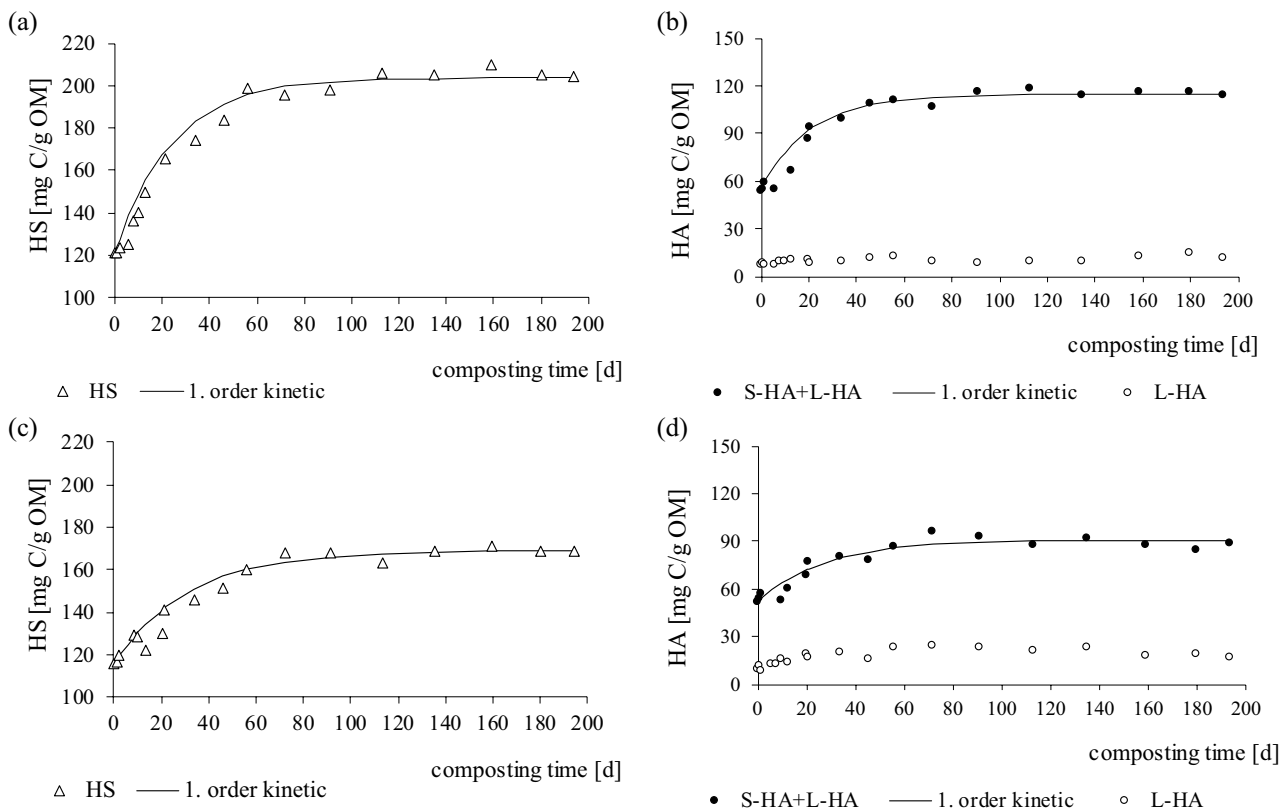 (a)
220
200
180
160
140
120
100
HS [mg C/g OM]
0 20 40 60 80 100 120 140 160 180 200
composting time [d]
HS 1. order kinetic
(b)
150
120
90
60
30
0
HA [mg C/g OM]
0 20 40 60 80 100 120 140 160 180 200
composting time [d]
S-HA+L-HA 1. order kinetic L-HA
(c)
220
200
180
160
140
120
100
HS [mg C/g OM]
0 20 40 60 80 100 120 140 160 180 200
composting time [d]
HS 1. order kinetic
(d)
150
120
90
60
30
0
HA [mg C/g OM]
0 20 40 60 80 100 120 140 160 180 200
composting time [d]
S-HA+L-HA 1. order kinetic L-HA